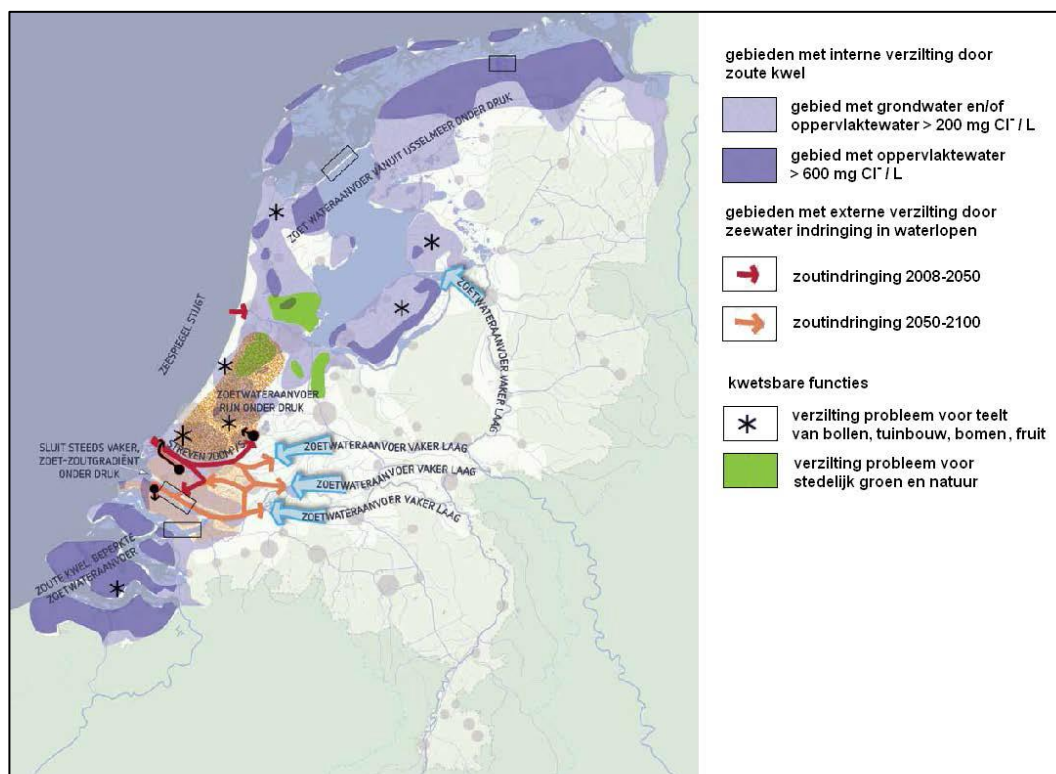 ZOET WATERAANVOER VANUIT IJSSELMEER ONDER DRUK
ZEESPIEGEL STIJGT
ZOETWATERAANVOER VAKER LAAG
ZOETWATERAANVOER
RIJN ONDER DRUK
SLUIT STEEDS VAKER,
ZOET-ZOUTGRADIËNT
ONDER DRUK
STREVEN 700M³/S
ZOETWATERAANVOER VAKER LAAG
ZOETWATERAANVOER VAKER LAAG
ZOETWATERAANVOER VAKER LAAG
ZOUTE KWEL, BEPERKTE
ZOETWATERAANVOER
gebieden met interne verzilting door
zoute kwel
gebied met grondwater en/of
oppervlaktewater > 200 mg Cl⁻ / L
gebied met oppervlaktewater
> 600 mg Cl⁻ / L
gebieden met externe verzilting door
zeewater indringing in waterlopen
zoutindringing 2008-2050
zoutindringing 2050-2100
kwetsbare functies
verzilting probleem voor teelt
van bollen, tuinbouw, bomen, fruit
verzilting probleem voor
stedelijk groen en natuur